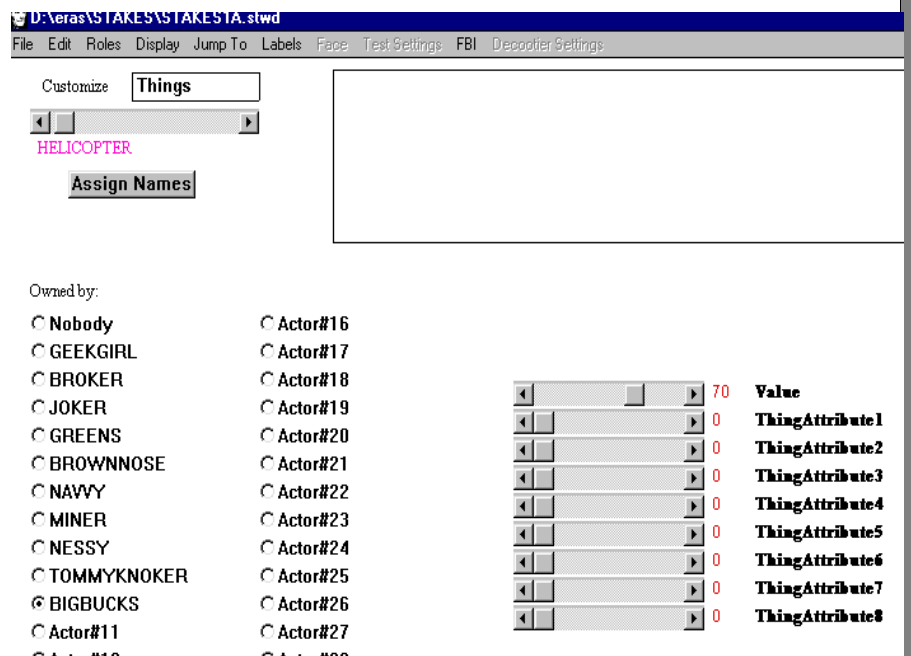 D:\eras\STAKES\STAKES1A.stwd
File Edit Roles Display Jump To Labels Face Test Settings FBI Decootier Settings
Customize Things
HELICOPTER
Assign Names
Owned by:
Nobody Actor#16
GEEKGIRL Actor#17
BROKER Actor#18 70 Value
JOKER Actor#19 0 ThingAttribute1
GREENS Actor#20 0 ThingAttribute2
BROWNNOSE Actor#21 0 ThingAttribute3
NAVVY Actor#22 0 ThingAttribute4
MINER Actor#23 0 ThingAttribute5
NESSY Actor#24 0 ThingAttribute6
TOMMYKNOKER Actor#25 0 ThingAttribute7
BIGBUCKS Actor#26 0 ThingAttribute8
Actor#11 Actor#27